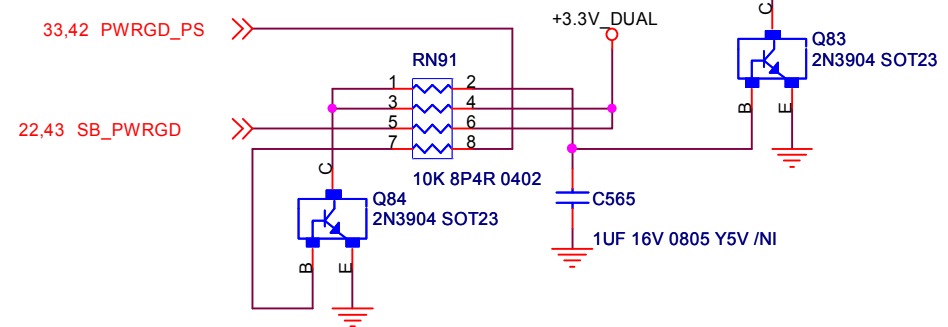 +3.3V_DUAL
C
33,42 PWRGD_PS
Q83
2N3904 SOT23
RN91
1 2
3 4
B E
22,43 SB_PWRGD
5 6
7 8
C
10K 8P4R 0402
Q84
2N3904 SOT23
C565
1UF 16V 0805 Y5V /NI
B E